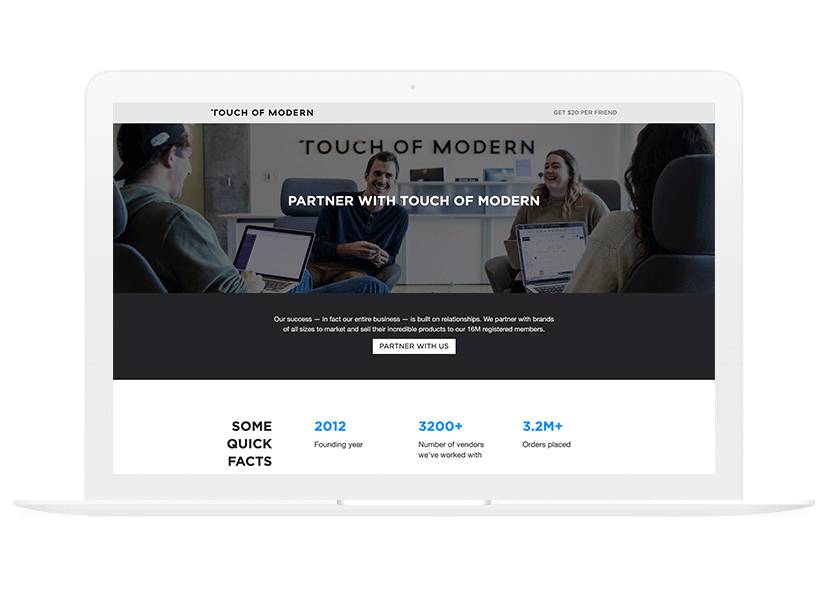 TOUCH OF MODERN
GET $20 PER FRIEND
TOUCH OF MODERN
PARTNER WITH TOUCH OF MODERN
Our success — in fact our entire business — is built on relationships. We partner with brands
of all sizes to market and sell their incredible products to our 16M registered members.
PARTNER WITH US
SOME
QUICK
FACTS
2012
Founding year
3200+
Number of vendors
we've worked with
3.2M+
Orders placed